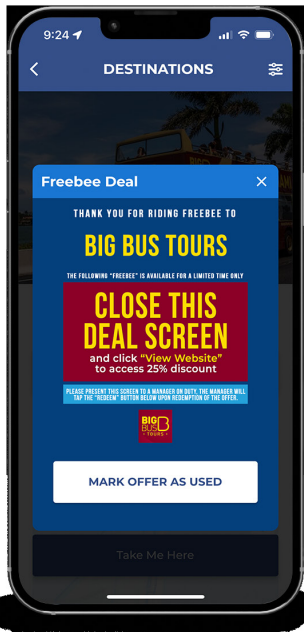 9:24
DESTINATIONS
Freebee Deal
THANK YOU FOR RIDING FREEBEE TO
BIG BUS TOURS
THE FOLLOWING "FREEBEE" IS AVAILABLE FOR A LIMITED TIME ONLY
CLOSE THIS
DEAL SCREEN
and click "View Website"
to access 25% discount
PLEASE PRESENT THIS SCREEN TO A MANAGER ON DUTY. THE MANAGER WILL
TAP THE "REDEEM" BUTTON BELOW UPON REDEMPTION OF THE OFFER.
BIG
BUS
TOURS
MARK OFFER AS USED
Take Me Here